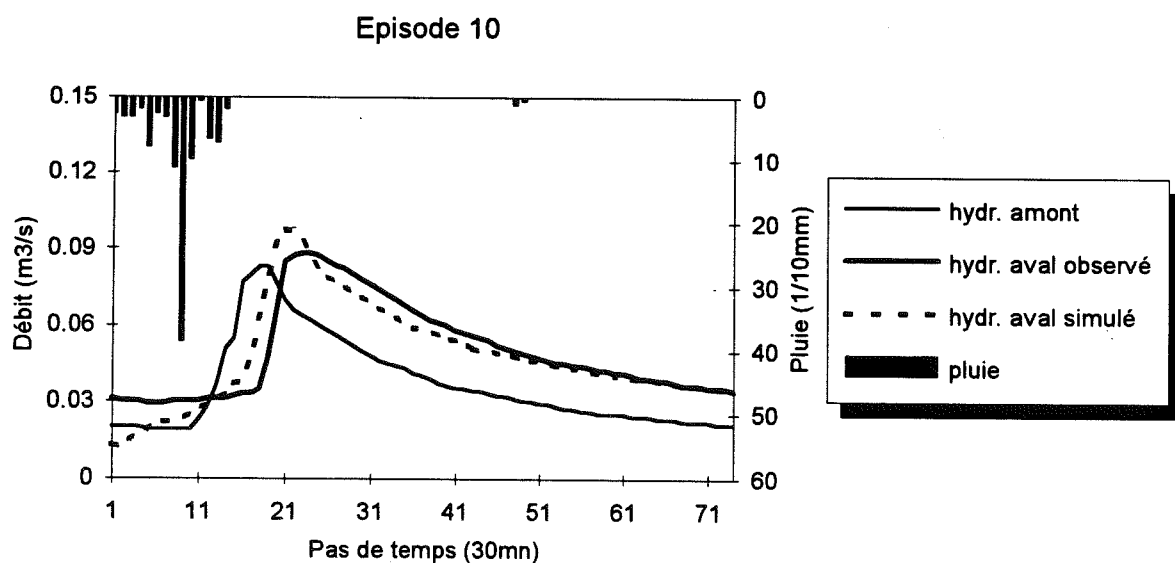 Episode 10
0.15
0.12
0.09
0.06
0.03
0
Débit (m3/s)
0
10
20
30
40
50
60
Pluie (1/10mm)
1 11 21 31 41 51 61 71
Pas de temps (30mn)
hydr. amont
hydr. aval observé
hydr. aval simulé
pluie